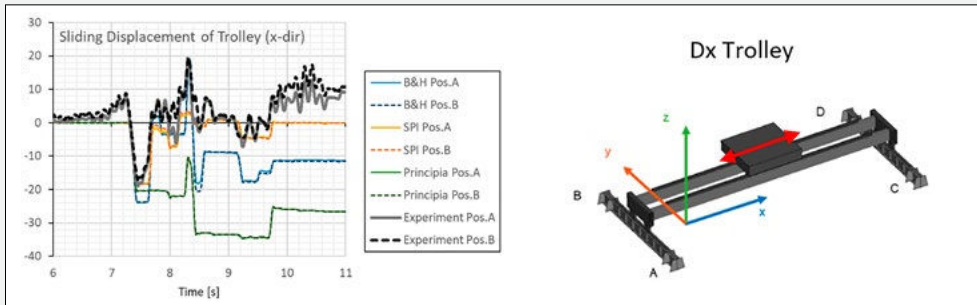 Sliding Displacement of Trolley (x-dir)
30
20
10
0
-10
-20
-30
-40
6 7 8 9 10 11
Time [s]
B&H Pos.A
B&H Pos.B
SPI Pos.A
SPI Pos.B
Principia Pos.A
Principia Pos.B
Experiment Pos.A
Experiment Pos.B
Dx Trolley
D
z
y
B
x
C
A